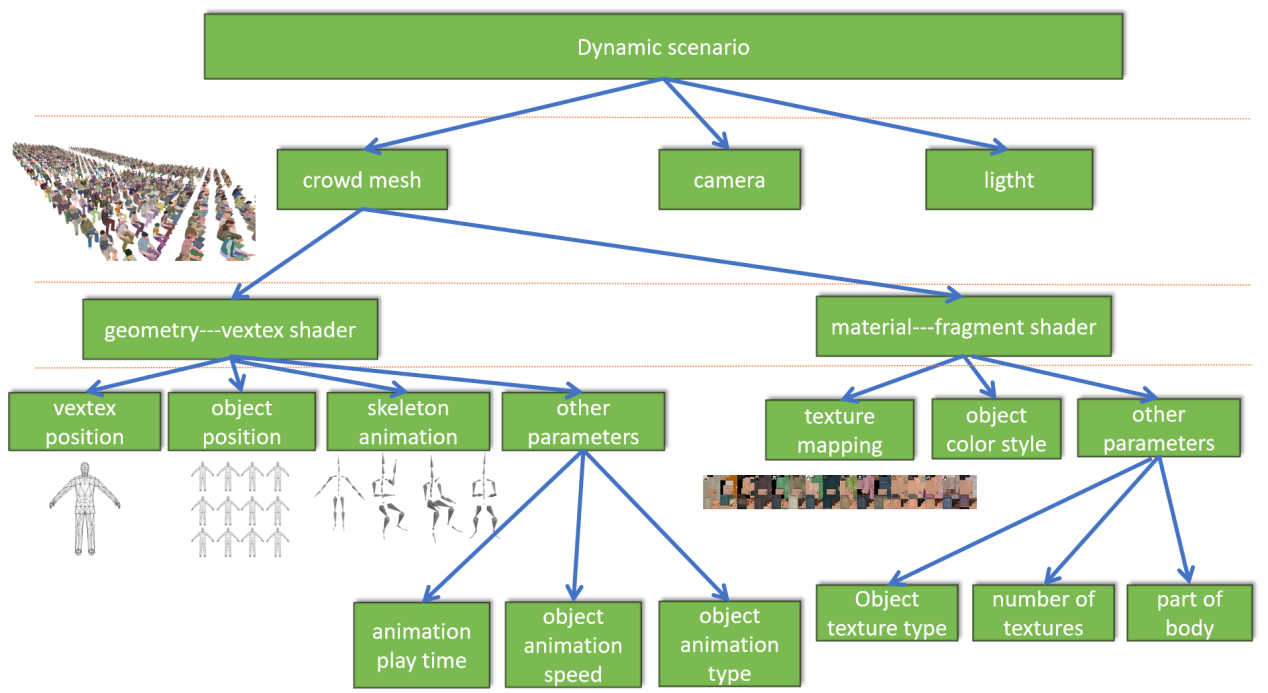 Dynamic scenario
crowd mesh
camera
ligtht
geometry---vextex shader
material---fragment shader
vextex
position
object
position
skeleton
animation
other
parameters
texture
mapping
object
color style
other
parameters
animation
play time
object
animation
speed
object
animation
type
Object
texture type
number of
textures
part of
body